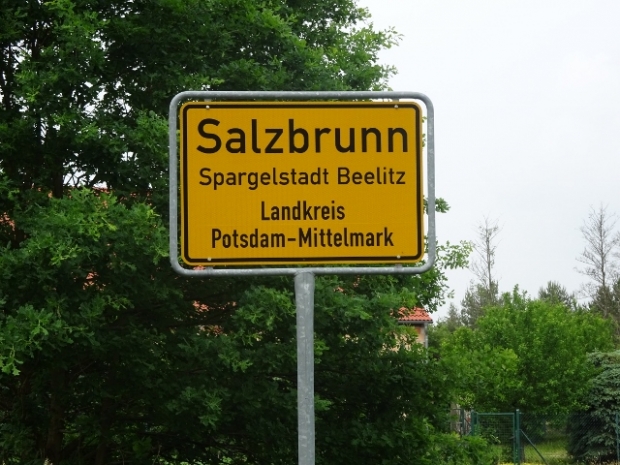 Salzbrunn
Spargelstadt Beelitz
Landkreis
Potsdam-Mittelmark